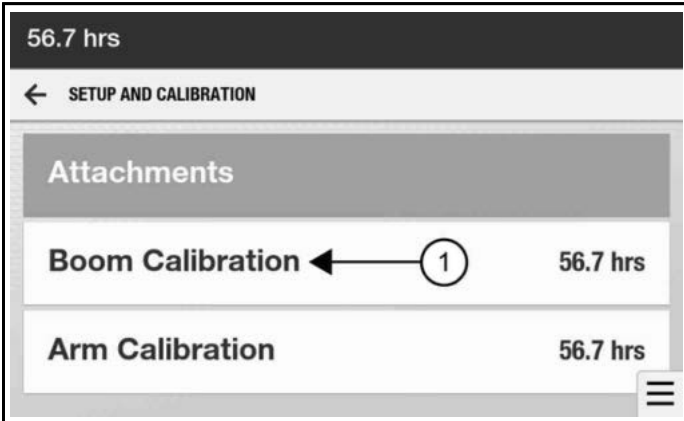 56.7 hrs
SETUP AND CALIBRATION
Attachments
Boom Calibration 1 56.7 hrs
Arm Calibration 56.7 hrs